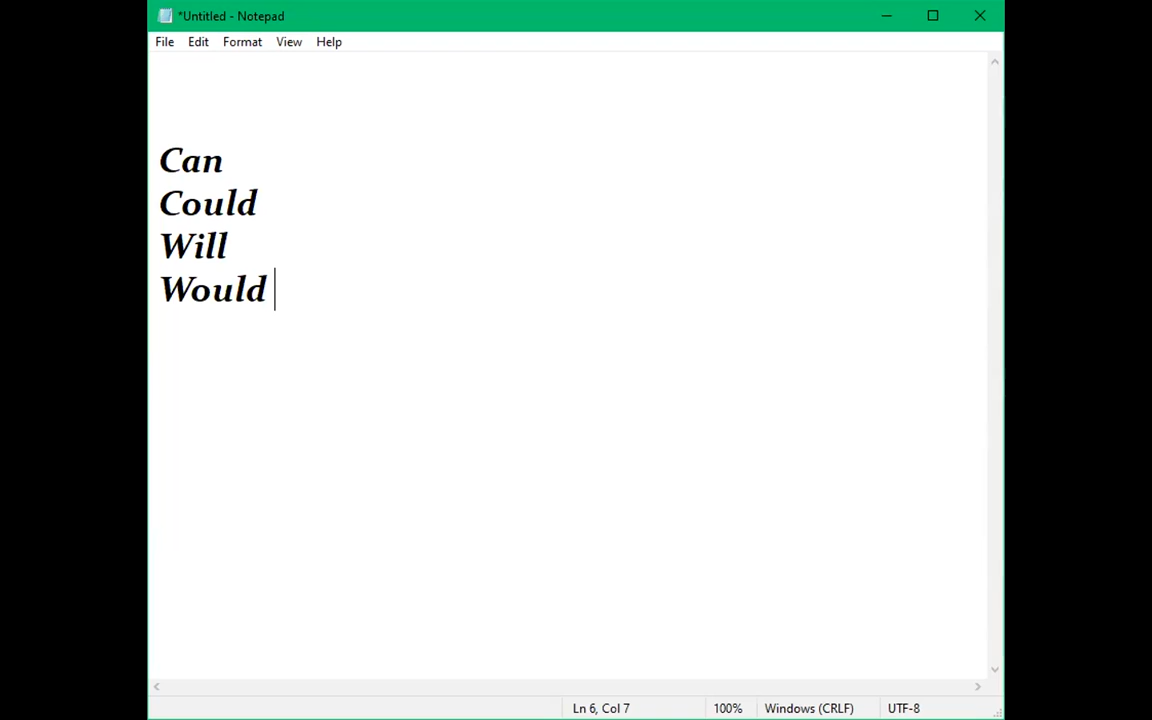 *Untitled - Notepad
File Edit Format View Help
Can
Could
Will
Would
Ln 6, Col 7 100% Windows (CRLF) UTF-8